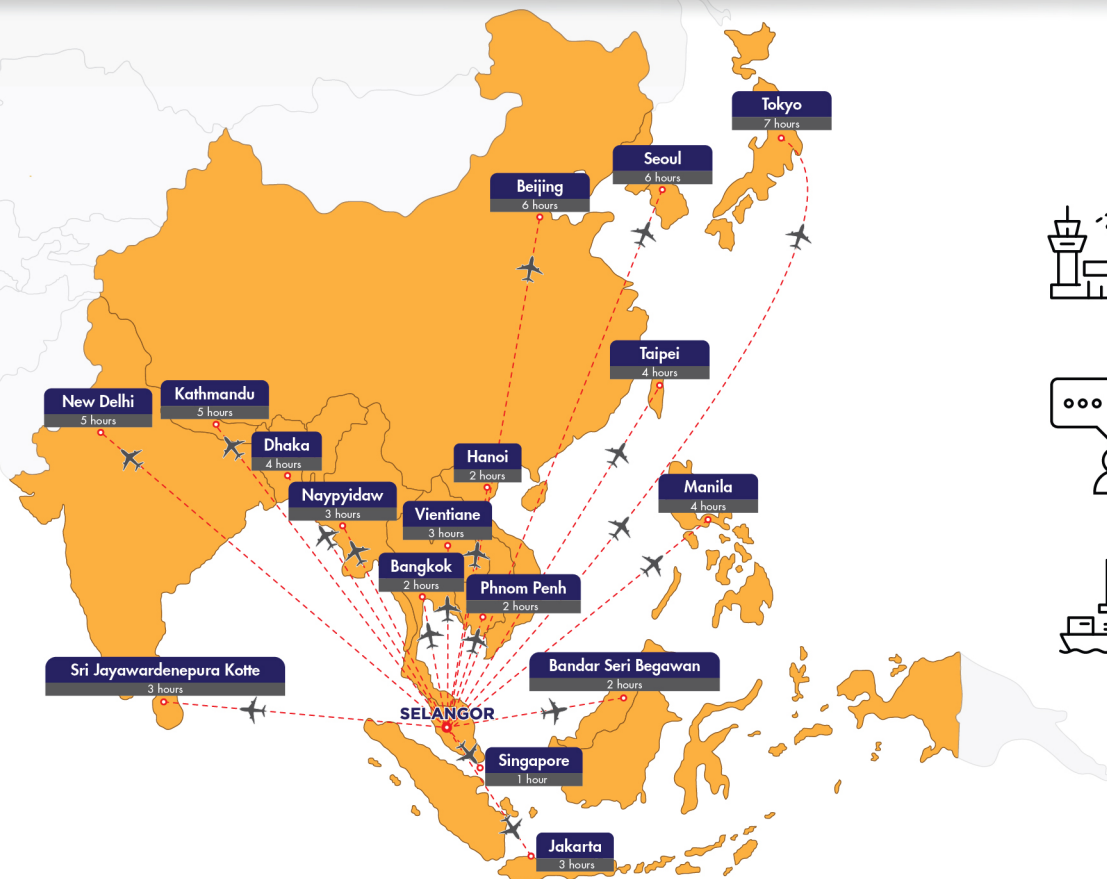 Tokyo
7 hours
Seoul
6 hours
Beijing
6 hours
Taipei
4 hours
Kathmandu
5 hours
New Delhi
5 hours
Dhaka
4 hours
Hanoi
2 hours
Manila
4 hours
Naypyidaw
3 hours
Vientiane
3 hours
Bangkok
2 hours
Phnom Penh
2 hours
Sri Jayawardenepura Kotte
3 hours
Bandar Seri Begawan
2 hours
SELANGOR
Singapore
1 hour
Jakarta
3 hours